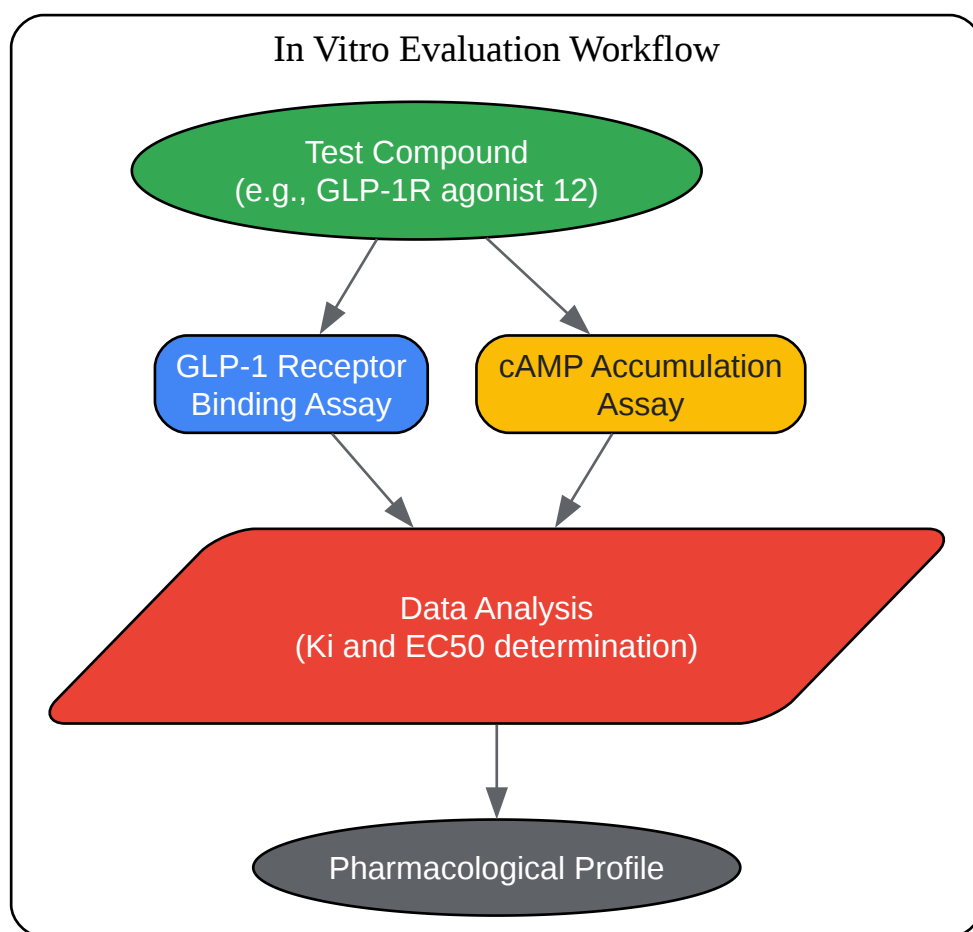 In Vitro Evaluation Workflow
Test Compound
(e.g., GLP-1R agonist 12)
GLP-1 Receptor
Binding Assay
cAMP Accumulation
Assay
Data Analysis
(Ki and EC50 determination)
Pharmacological Profile